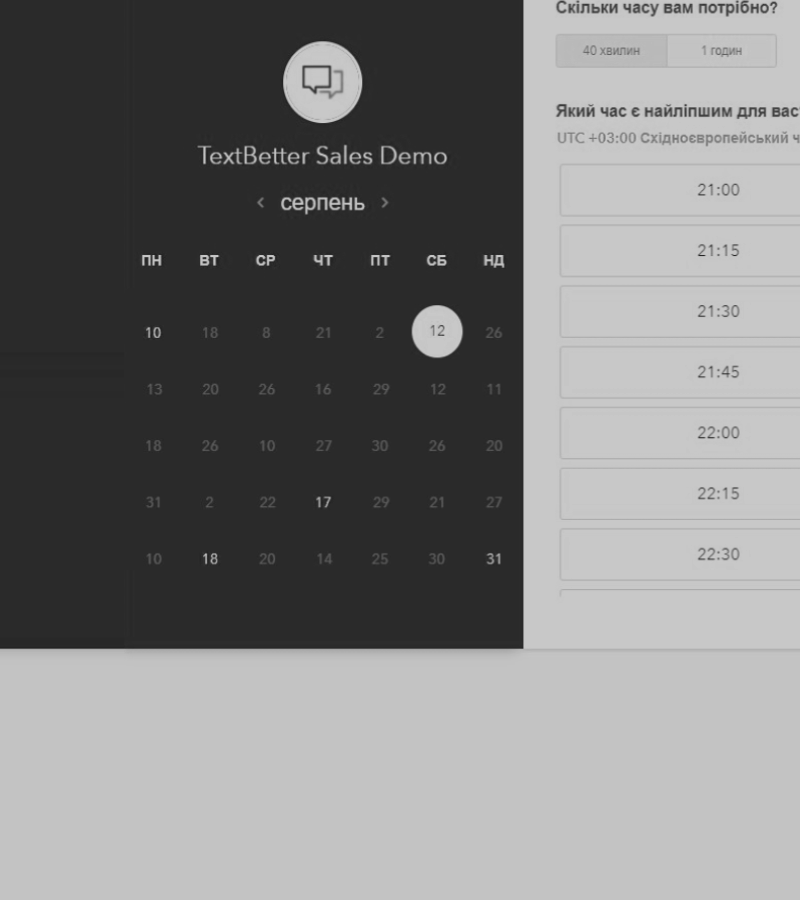 TextBetter Sales Demo
‹ серпень ›
ПН ВТ СР ЧТ ПТ СБ НД
10 18 8 21 2 12 26
13 20 26 16 29 12 11
18 26 10 27 30 26 20
31 2 22 17 29 21 27
10 18 20 14 25 30 31
Скільки часу вам потрібно?
40 хвилин 1 годин
Який час є найліпшим для вас
UTC +03:00 Східноєвропейський ч
21:00
21:15
21:30
21:45
22:00
22:15
22:30